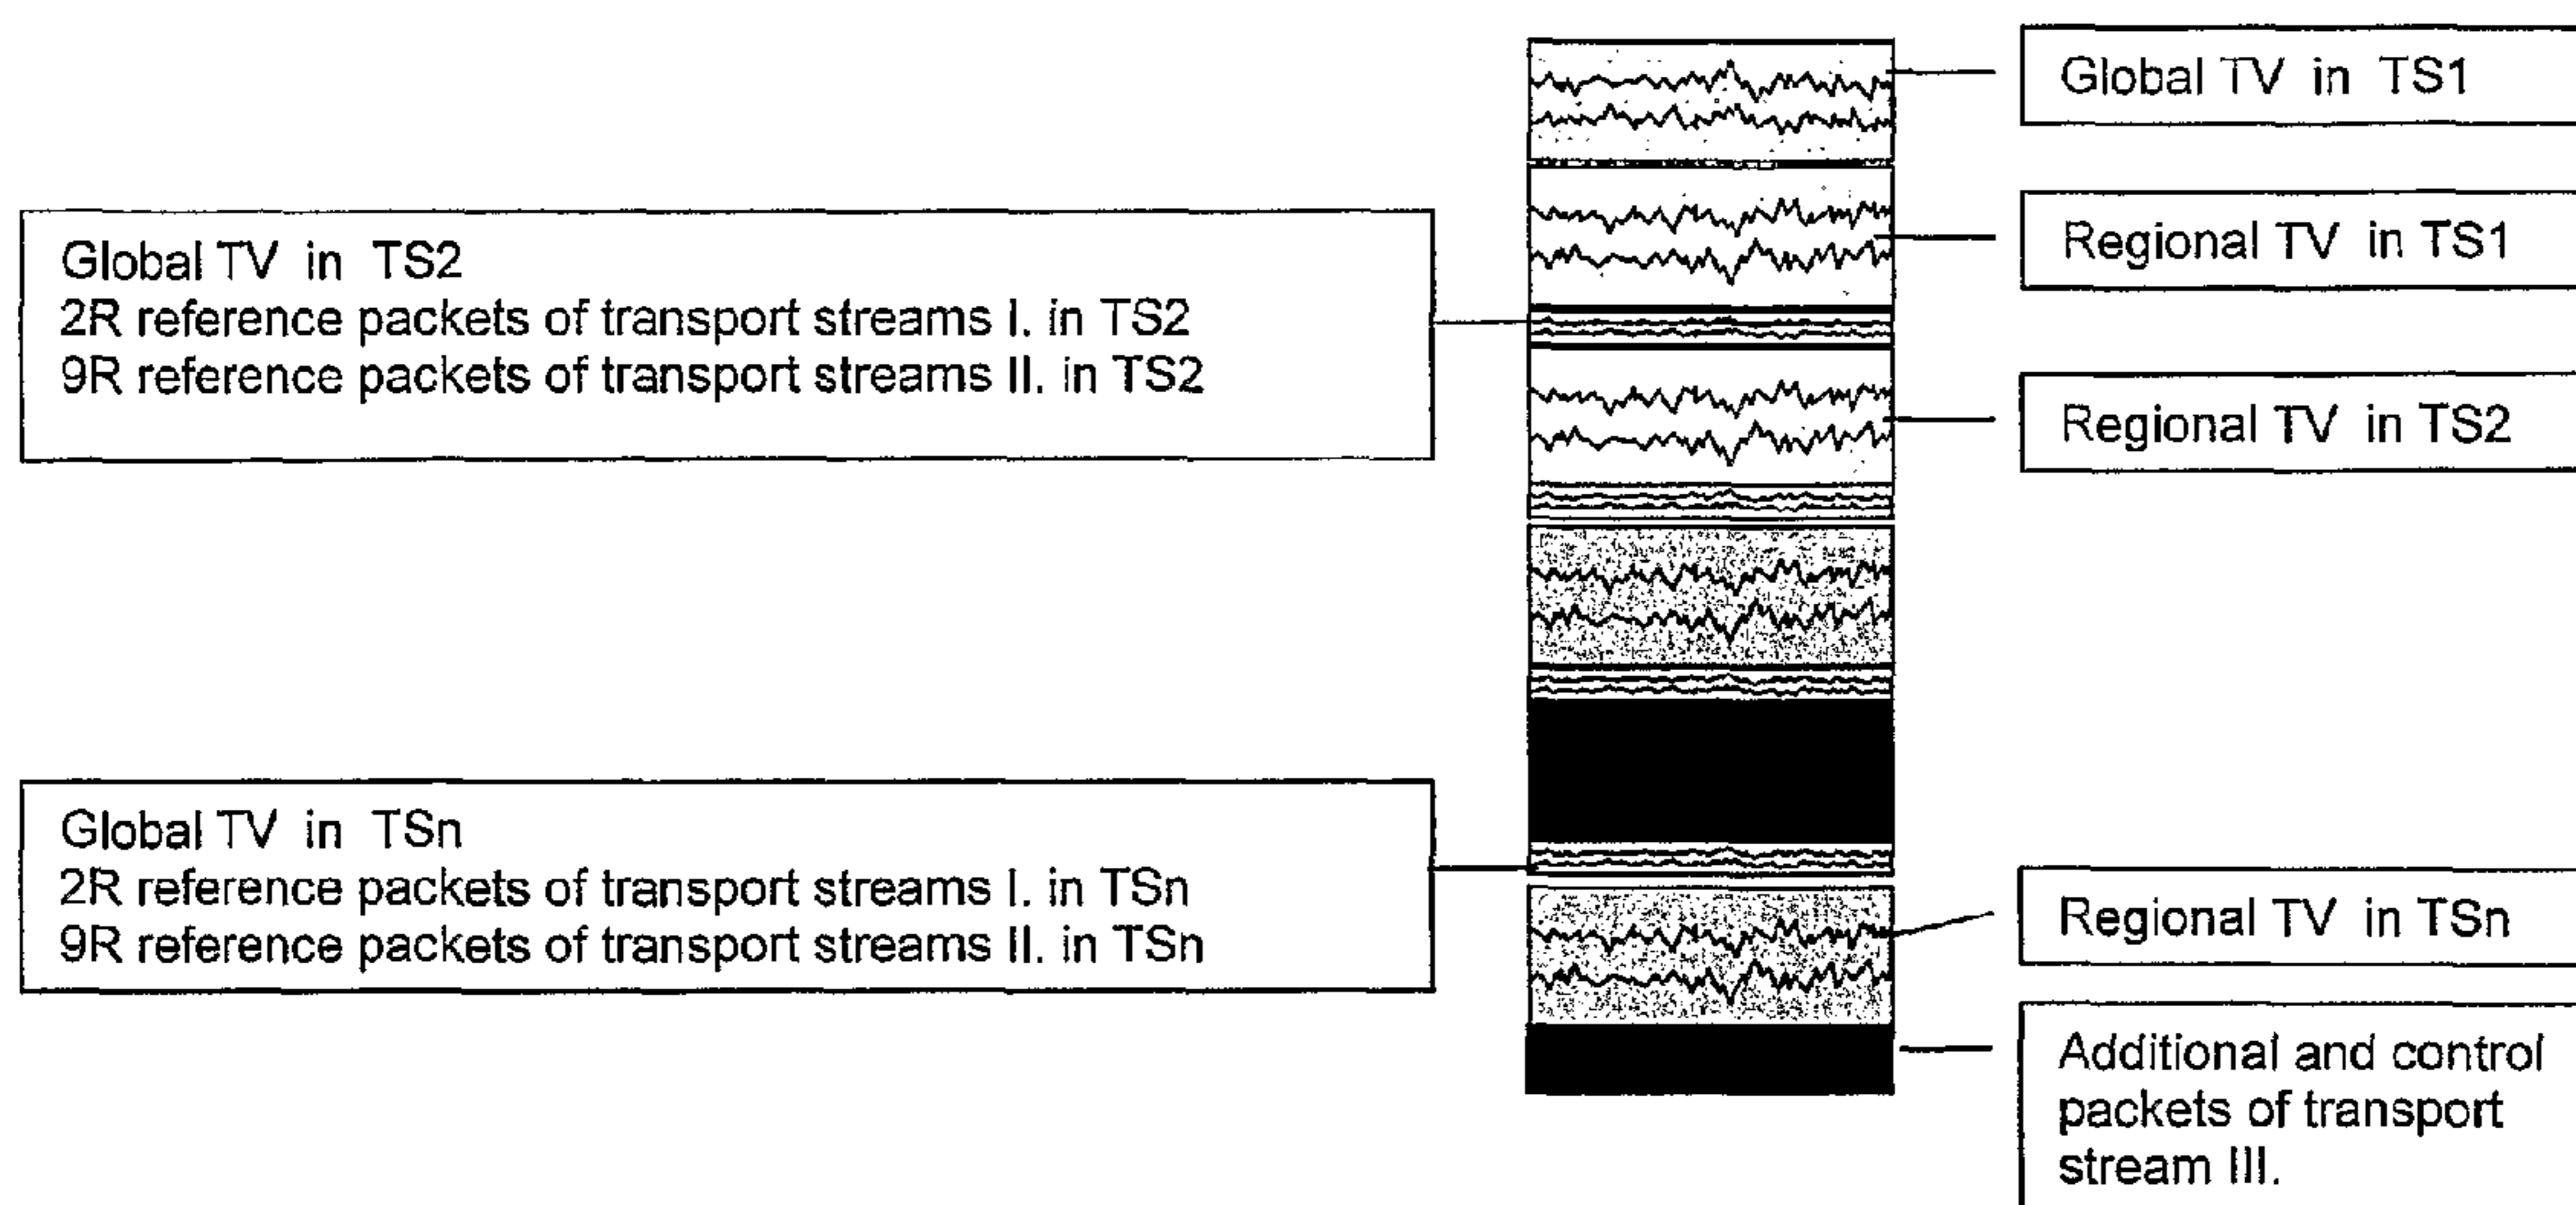 Global TV in TS1
Regional TV in TS1
Global TV in TS2
2R reference packets of transport streams I. in TS2
9R reference packets of transport streams II. in TS2
Regional TV in TS2
Global TV in TSn
2R reference packets of transport streams I. in TSn
9R reference packets of transport streams II. in TSn
Regional TV in TSn
Additional and control
packets of transport
stream III.